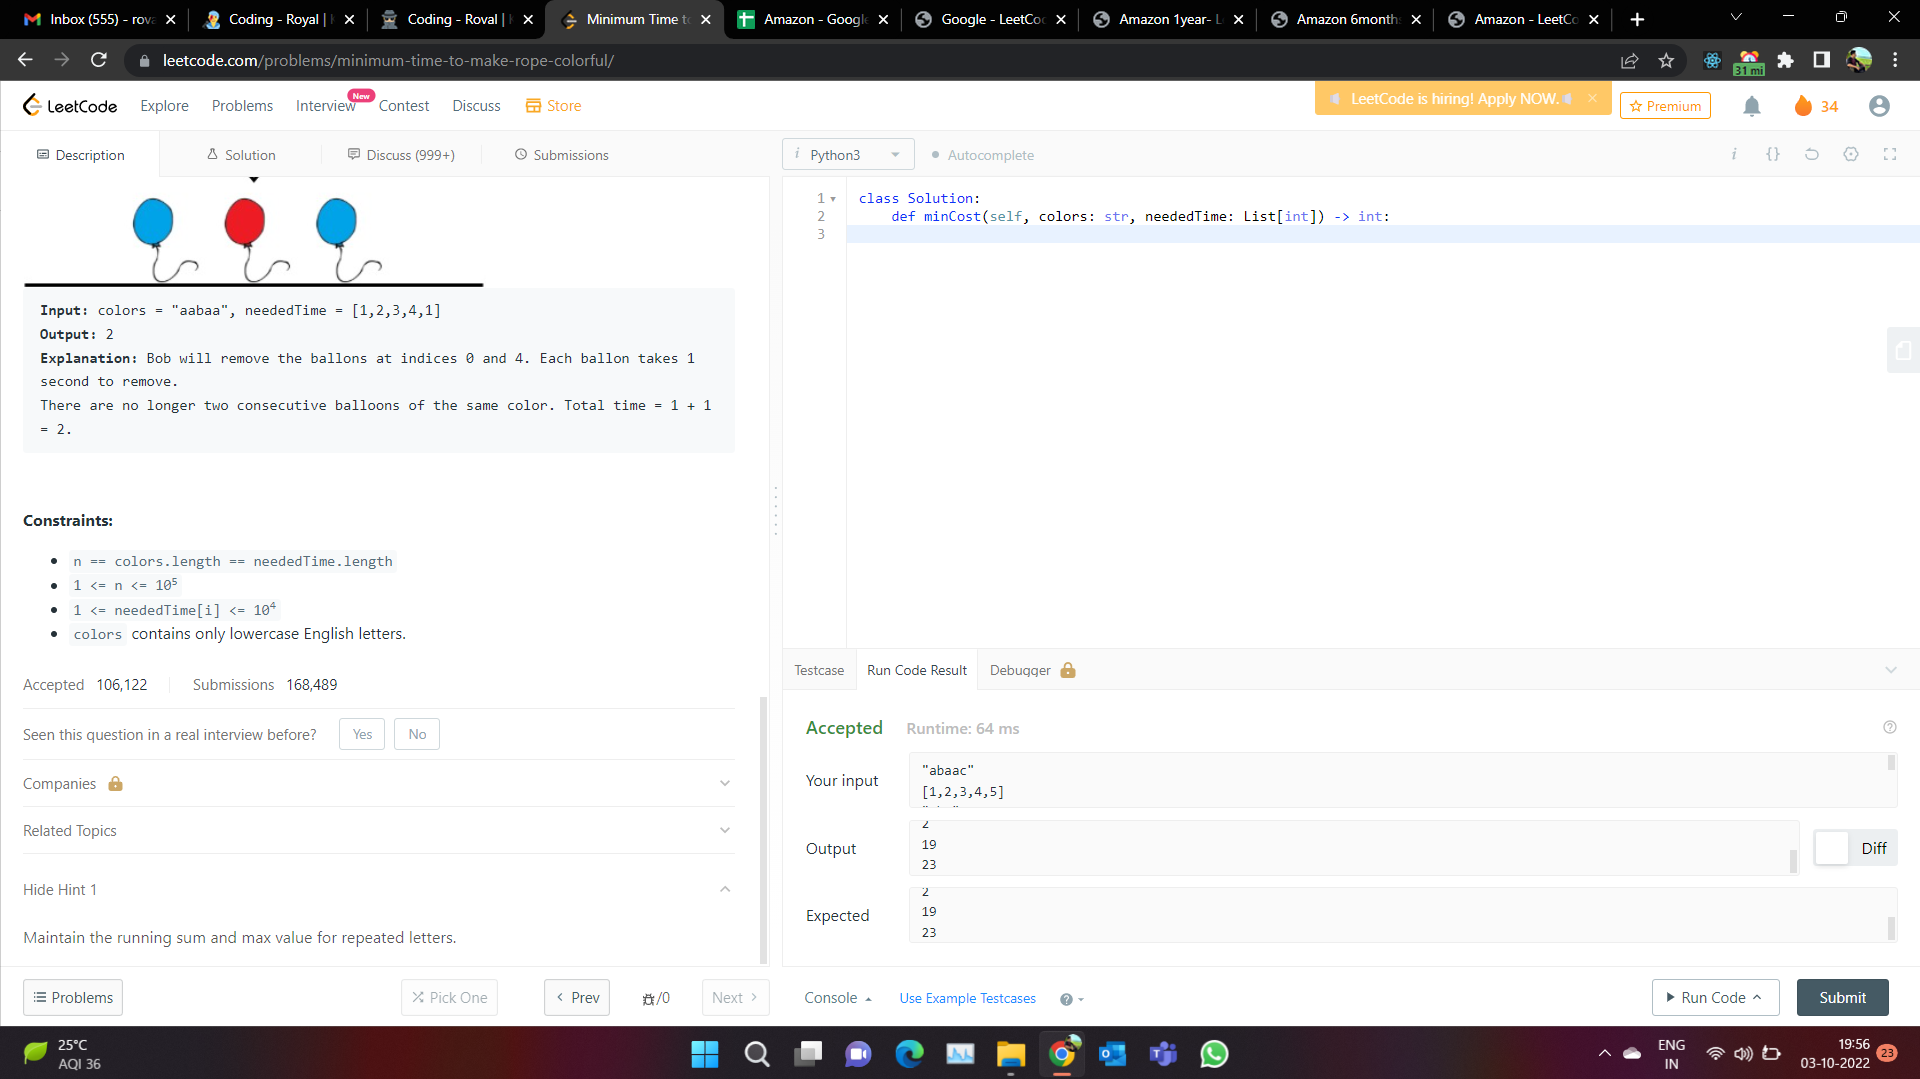 Inbox (555) - rova
Coding - Royal |
Coding - Royal |
Minimum Time to
Amazon - Google
Google - LeetCo
Amazon 1year- L
Amazon 6month
Amazon - LeetCo
leetcode.com/problems/minimum-time-to-make-rope-colorful/
31 mi
LeetCode
Explore
Problems
Interview
New
Contest
Discuss
Store
LeetCode is hiring! Apply NOW.
Premium
34
Description
Solution
Discuss (999+)
Submissions
i Python3
Autocomplete
i {}
Input: colors = "aabaa", neededTime = [1,2,3,4,1]
Output: 2
Explanation: Bob will remove the ballons at indices 0 and 4. Each ballon takes 1
second to remove.
There are no longer two consecutive balloons of the same color. Total time = 1 + 1
= 2.
Constraints:
n == colors.length == neededTime.length
1 <= n <= 10⁵
1 <= neededTime[i] <= 10⁴
colors contains only lowercase English letters.
Accepted 106,122
Submissions 168,489
Seen this question in a real interview before?
Yes
No
Companies
Related Topics
Hide Hint 1
Maintain the running sum and max value for repeated letters.
Problems
Pick One
Prev
/0
Next
1 class Solution:
2 def minCost(self, colors: str, neededTime: List[int]) -> int:
3
Testcase
Run Code Result
Debugger
Accepted
Runtime: 64 ms
Your input
"abaac"
[1,2,3,4,5]
Output
2
19
23
Diff
Expected
2
19
23
Console
Use Example Testcases
Run Code
Submit
25°C
AQI 36
ENG
IN
19:56
03-10-2022
23